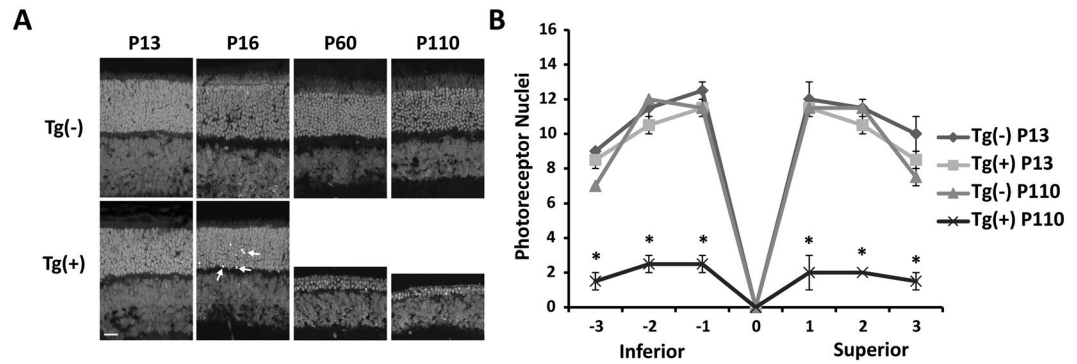 A
P13 P16 P60 P110
Tg(-)
Tg(+)
B
Photoreceptor Nuclei
16
14
12
10
8
6
4
2
0
* * * * * *
-3 -2 -1 0 1 2 3
Inferior Superior
Tg(-) P13
Tg(+) P13
Tg(-) P110
Tg(+) P110